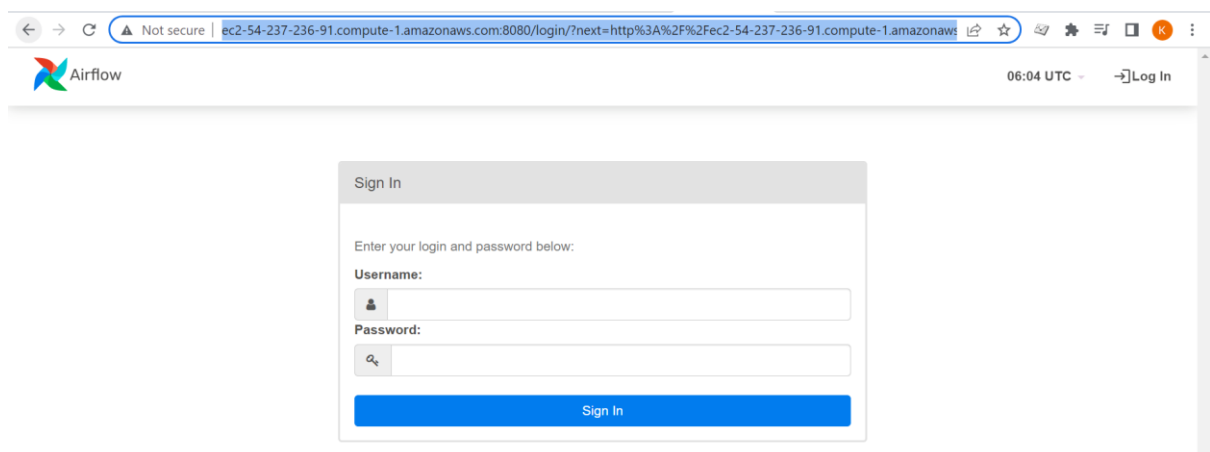 Not secure | ec2-54-237-236-91.compute-1.amazonaws.com:8080/login/?next=http%3A%2F%2Fec2-54-237-236-91.compute-1.amazonaws K
Airflow 06:04 UTC Log In
Sign In
Enter your login and password below:
Username:
Password:
Sign In